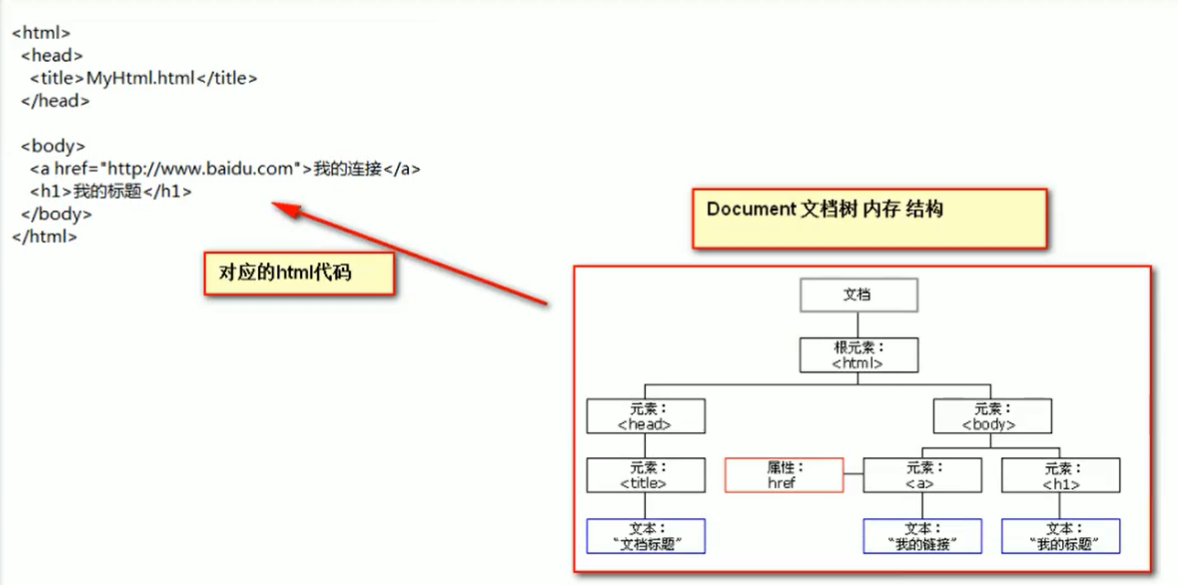 <html>
<head>
<title>MyHtml.html</title>
</head>
<body>
<a href="http://www.baidu.com">我的连接</a>
<h1>我的标题</h1>
</body>
</html>
对应的html代码
Document 文档树 内存 结构
文档
根元素：
<html>
元素：
<head>
元素：
<body>
元素：
<title>
属性：
href
元素：
<a>
元素：
<h1>
文本：
“文档标题”
文本：
“我的链接”
文本：
“我的标题”